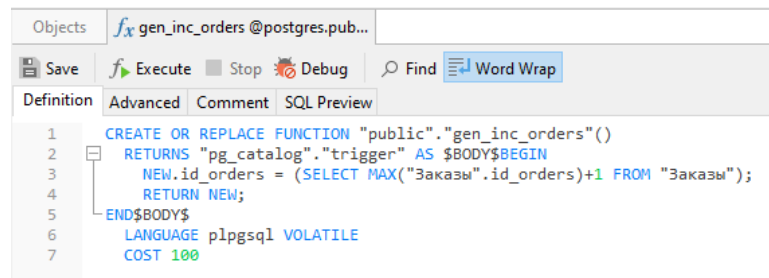 Objects fx gen_inc_orders @postgres.pub...
Save Execute Stop Debug Find Word Wrap
Definition Advanced Comment SQL Preview
1 CREATE OR REPLACE FUNCTION "public"."gen_inc_orders"()
2 RETURNS "pg_catalog"."trigger" AS $BODY$BEGIN
3 NEW.id_orders = (SELECT MAX("Заказы".id_orders)+1 FROM "Заказы");
4 RETURN NEW;
5 END$BODY$
6 LANGUAGE plpgsql VOLATILE
7 COST 100